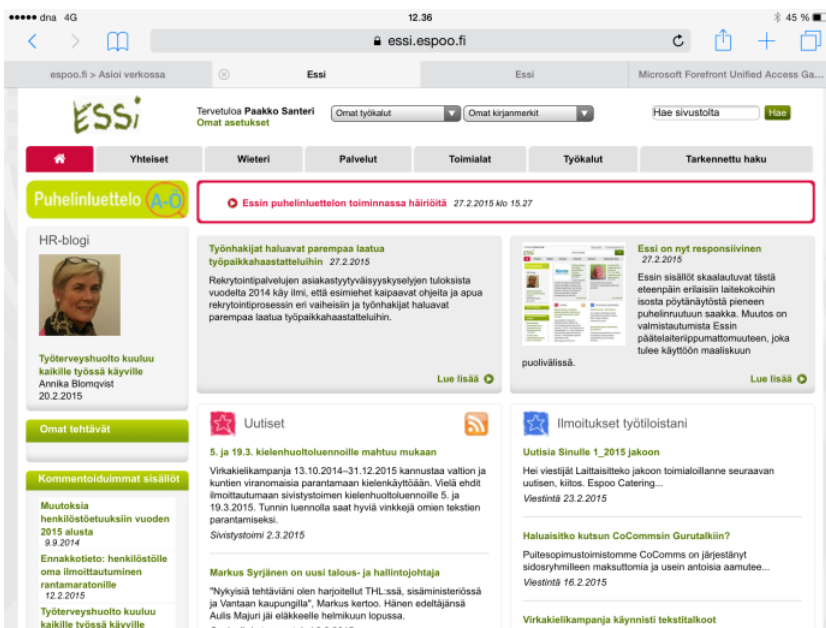 dna 4G
12.36
45 %
essi.espoo.fi
espoo.fi > Asioi verkossa
Essi
Essi
Microsoft Forefront Unified Access Ga...
ESSi
Tervetuloa Paakko Santeri
Omat asetukset
Omat työkalut
Omat kirjanmerkit
Hae sivustolta
Hae
Yhteiset
Wieteri
Palvelut
Toimialat
Työkalut
Tarkennettu haku
Puhelinluettelo A-Ö
Essin puhelinluettelon toiminnassa häiriöitä 27.2.2015 klo 15.27
HR-blogi
Työterveyshuolto kuuluu
kaikille työssä käyville
Annika Blomqvist
20.2.2015
Omat tehtävät
Kommentoiduimmat sisällöt
Muutoksia
henkilöstöetuuksiin vuoden
2015 alusta
9.9.2014
Ennakkotieto: henkilöstölle
oma ilmoittautuminen
rantamaratonille
12.2.2015
Työterveyshuolto kuuluu
kaikille työssä käyville
Työnhakijat haluavat parempaa laatua
työpaikkahaastatteluihin 27.2.2015
Rekrytointipalvelujen asiakastyytyväisyyskyselyjen tuloksista
vuodelta 2014 käy ilmi, että esimiehet kaipaavat ohjeita ja apua
rekrytointiprosessin eri vaiheisiin ja työnhakijat haluavat
parempaa laatua työpaikkahaastatteluihin.
Lue lisää
Essi on nyt responsiivinen
27.2.2015
Essin sisällöt skaalautuvat tästä
eteenpäin erilaisiin laitekokoihin
isosta pöytänäytöstä pieneen
puhelinruutuun saakka. Muutos on
valmistautumista Essin
päätelaiteriippumattomuuteen, joka
tulee käyttöön maaliskuun
puolivälissä.
Lue lisää
Uutiset
5. ja 19.3. kielenhuoltoluennoille mahtuu mukaan
Virkakielikampanja 13.10.2014–31.12.2015 kannustaa valtion ja
kuntien viranomaisia parantamaan kielenkäyttöään. Vielä ehdit
ilmoittautumaan sivistystoimen kielenhuoltoluennoille 5. ja
19.3.2015. Tunnin luennolla saat hyviä vinkkejä omien tekstien
parantamiseksi.
Sivistystoimi 2.3.2015
Markus Syrjänen on uusi talous- ja hallintojohtaja
"Nykyisiä tehtäviäni olen harjoitellut THL:ssä, sisäministeriössä
ja Vantaan kaupungilla", Markus kertoo. Hänen edeltäjänsä
Aulis Majuri jäi eläkkeelle helmikuun lopussa.
Ilmoitukset työtiloistani
Uutisia Sinulle 1_2015 jakoon
Hei viestijät Laittaisitteko jakoon toimialoillanne seuraavan
uutisen, kiitos. Espoo Catering...
Viestintä 23.2.2015
Haluaisitko kutsun CoCommsin Gurutalkiin?
Puitesopimustoimistomme CoComms on järjestänyt
sidosryhmilleen maksuttomia ja usein antoisia aamutee...
Viestintä 16.2.2015
Virkakielikampanja käynnisti tekstitalkoot